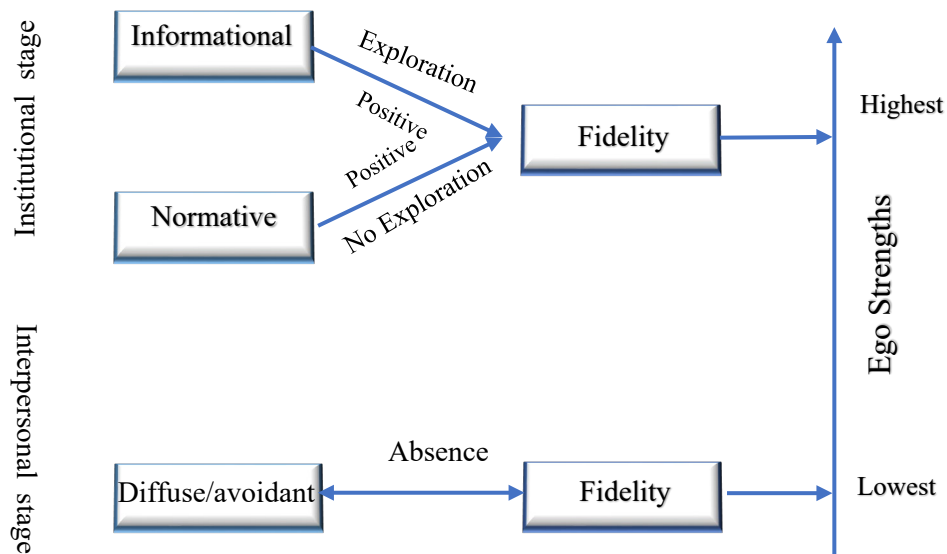 Institutional stage
Informational
Exploration
Positive
Positive
No Exploration
Normative
Fidelity
Highest
Ego Strengths
Interpersonal stage
Diffuse/avoidant
Absence
Fidelity
Lowest